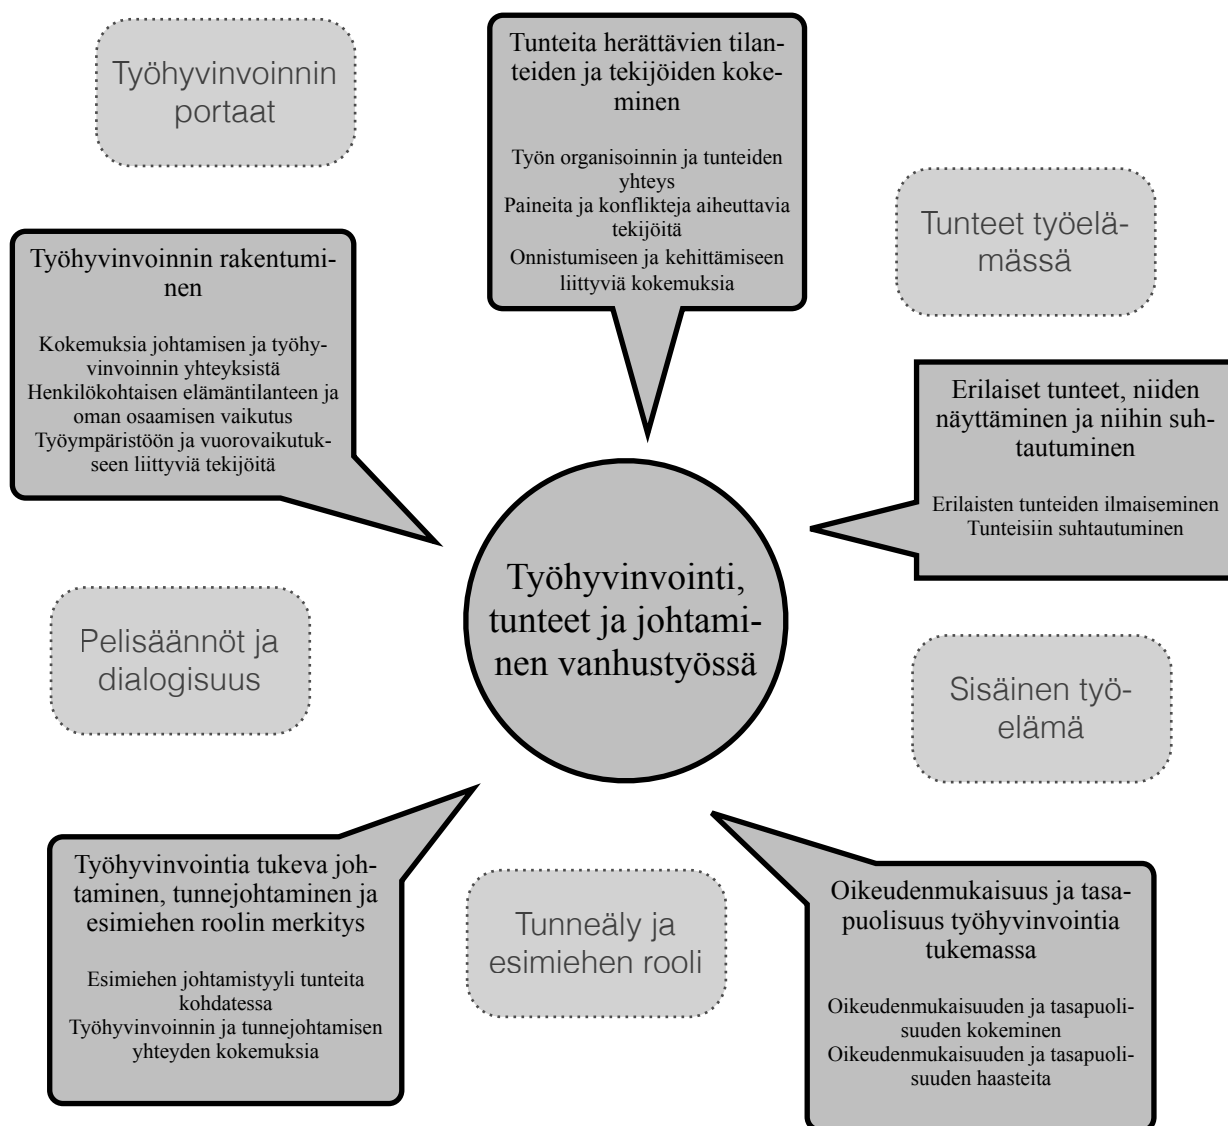 Työhyvinvoinnin
portaat
Tunteita herättävien tilan-
teiden ja tekijöiden koke-
minen
Työn organisoinnin ja tunteiden
yhteys
Paineita ja konflikteja aiheuttavia
tekijöitä
Onnistumiseen ja kehittämiseen
liittyviä kokemuksia
Tunteet työelä-
mässä
Työhyvinvoinnin rakentumi-
nen
Kokemuksia johtamisen ja työhy-
vinvoinnin yhteyksistä
Henkilökohtaisen elämäntilanteen ja
oman osaamisen vaikutus
Työympäristöön ja vuorovaikutuk-
seen liittyviä tekijöitä
Erilaiset tunteet, niiden
näyttäminen ja niihin suh-
tautuminen
Erilaisten tunteiden ilmaiseminen
Tunteisiin suhtautuminen
Työhyvinvointi,
tunteet ja johtami-
nen vanhustyössä
Pelisäännöt ja
dialogisuus
Sisäinen työ-
elämä
Työhyvinvointia tukeva joh-
taminen, tunnejohtaminen ja
esimiehen roolin merkitys
Esimiehen johtamistyyli tunteita
kohdatessa
Työhyvinvoinnin ja tunnejohtamisen
yhteyden kokemuksia
Tunneäly ja
esimiehen rooli
Oikeudenmukaisuus ja tasa-
puolisuus työhyvinvointia
tukemassa
Oikeudenmukaisuuden ja tasapuoli-
suuden kokeminen
Oikeudenmukaisuuden ja tasapuoli-
suuden haasteita